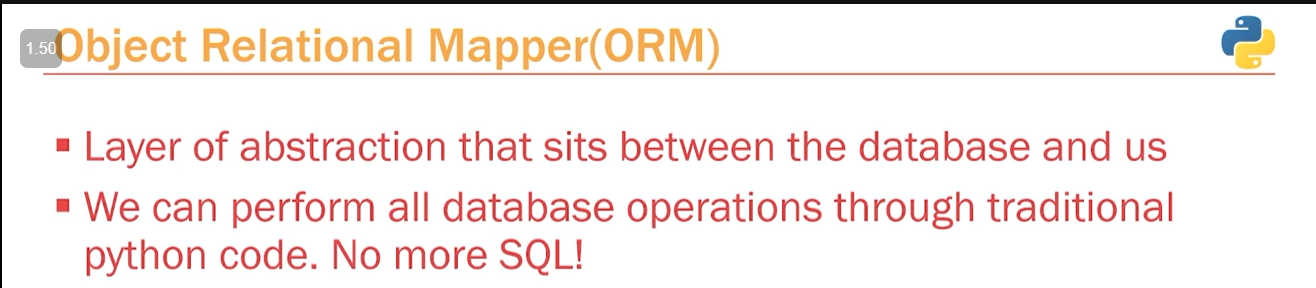 1.50
Object Relational Mapper(ORM)
▪ Layer of abstraction that sits between the database and us
▪ We can perform all database operations through traditional
python code. No more SQL!